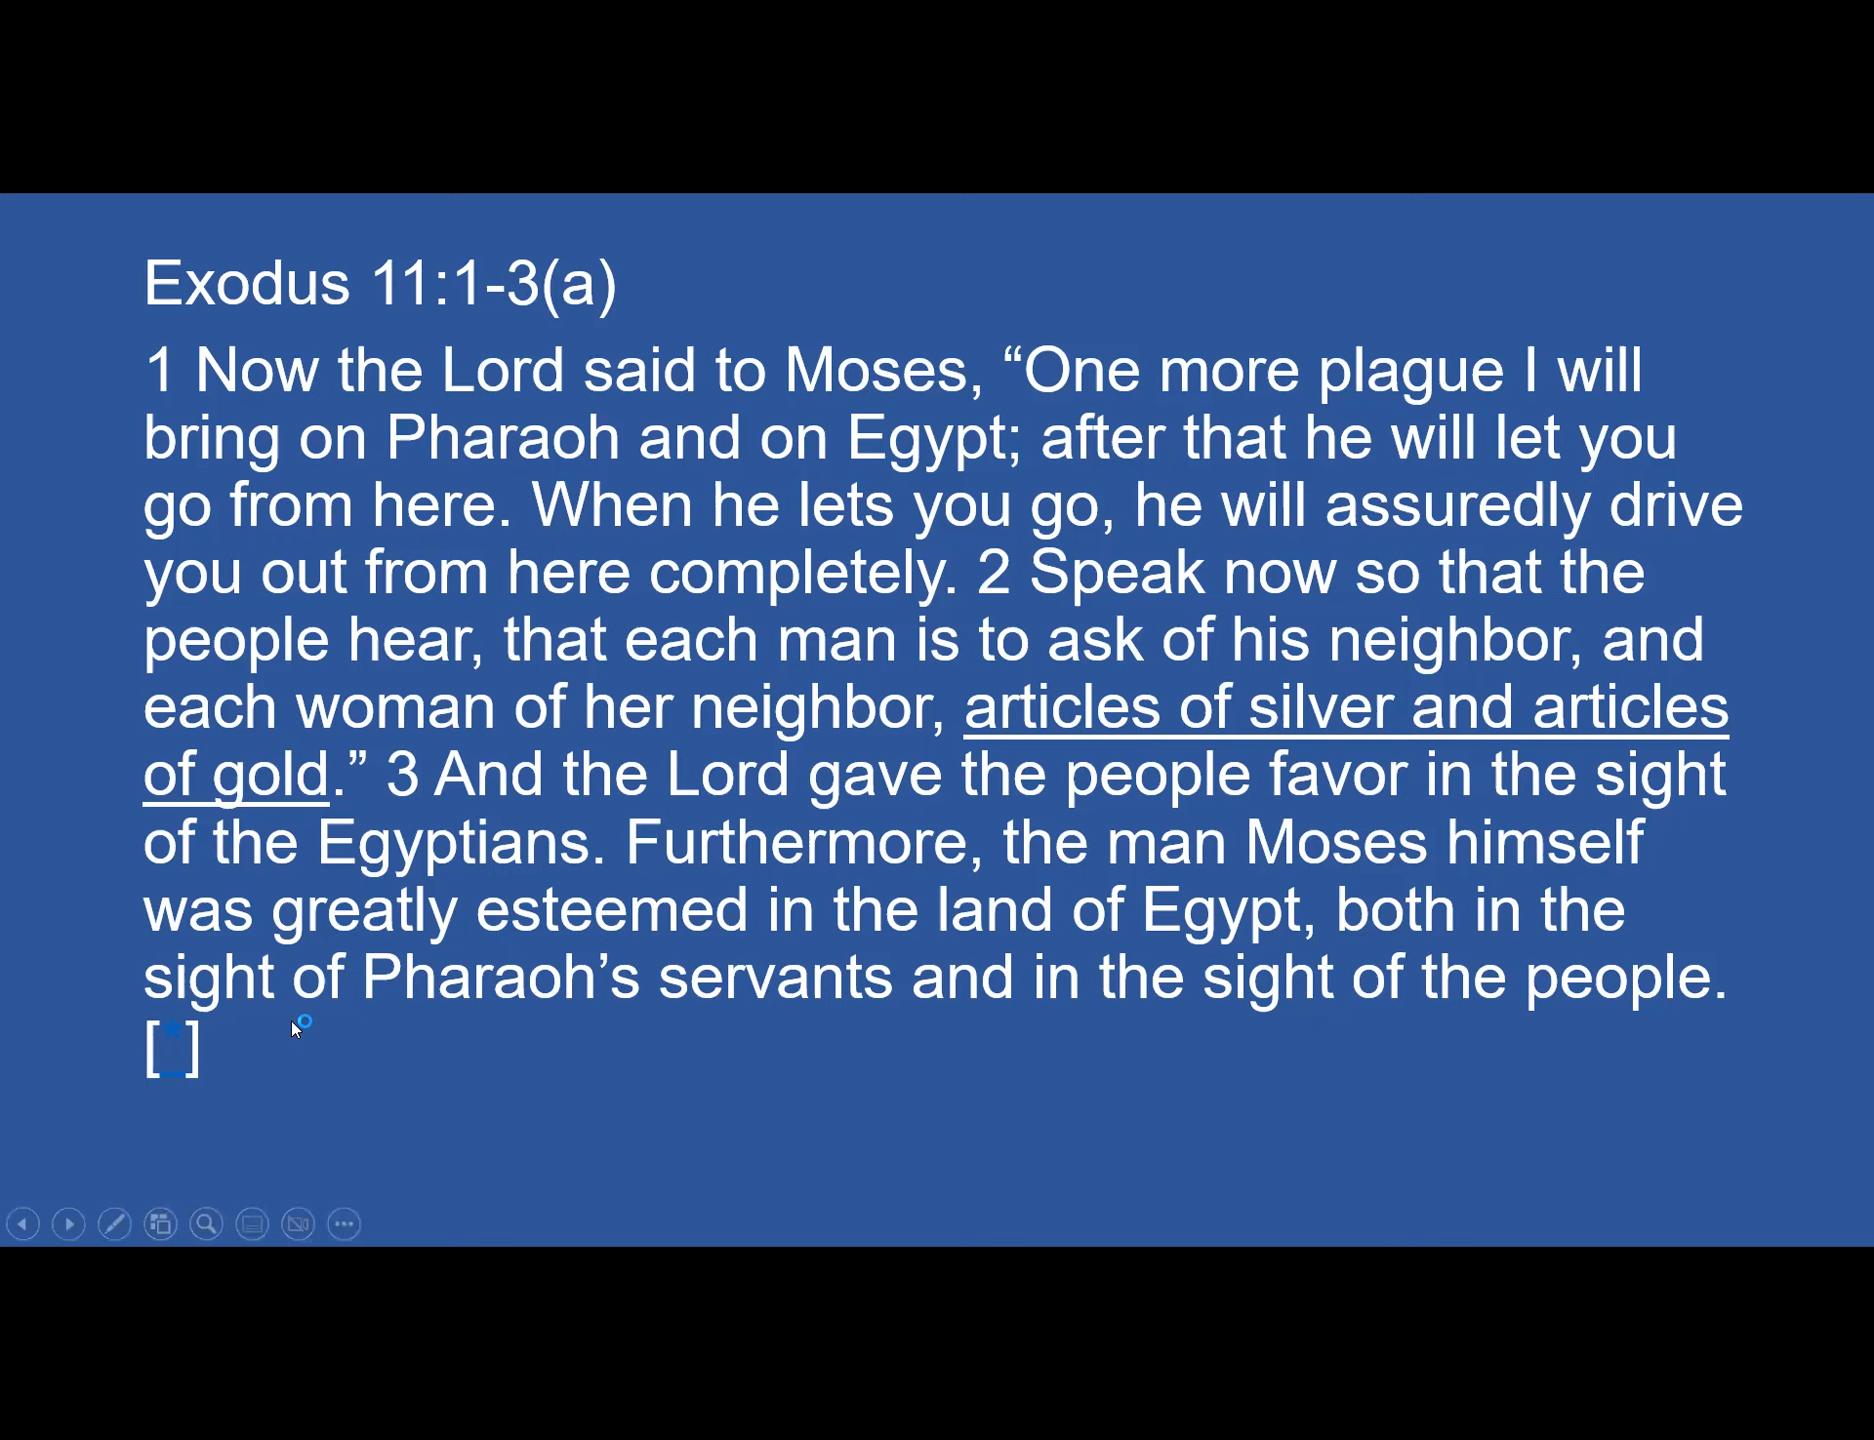 Exodus 11:1-3(a)
1 Now the Lord said to Moses, “One more plague I will
bring on Pharaoh and on Egypt; after that he will let you
go from here. When he lets you go, he will assuredly drive
you out from here completely. 2 Speak now so that the
people hear, that each man is to ask of his neighbor, and
each woman of her neighbor, articles of silver and articles
of gold.” 3 And the Lord gave the people favor in the sight
of the Egyptians. Furthermore, the man Moses himself
was greatly esteemed in the land of Egypt, both in the
sight of Pharaoh’s servants and in the sight of the people.
[*]